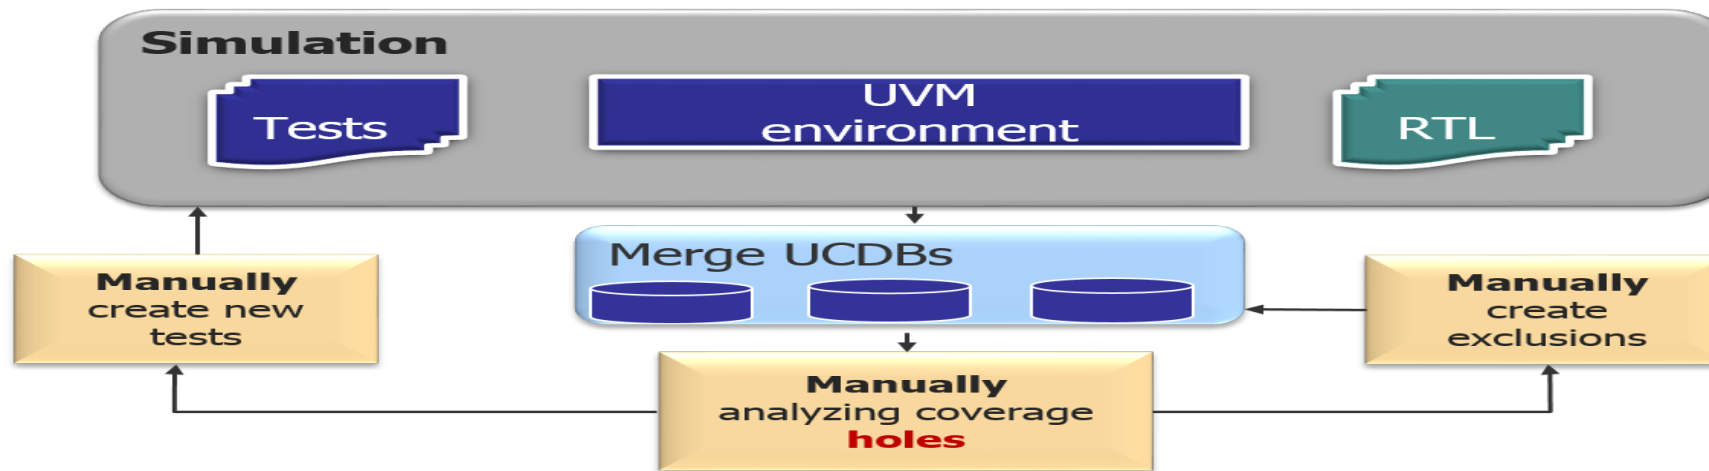 Simulation
Tests
UVM
environment
RTL
Merge UCDBs
Manually
create new
tests
Manually
create
exclusions
Manually
analyzing coverage
holes